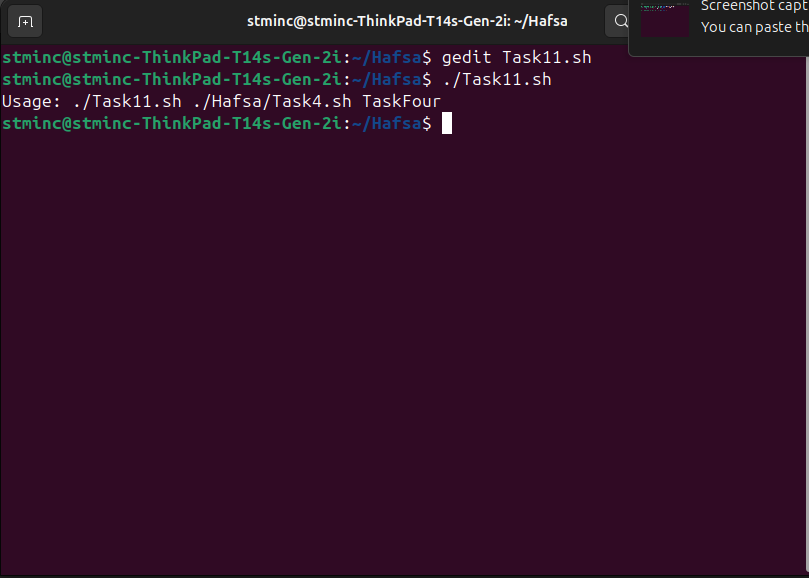 stminc@stminc-ThinkPad-T14s-Gen-2i: ~/Hafsa
Screenshot capt
You can paste th
stminc@stminc-ThinkPad-T14s-Gen-2i:~/Hafsa$ gedit Task11.sh
stminc@stminc-ThinkPad-T14s-Gen-2i:~/Hafsa$ ./Task11.sh
Usage: ./Task11.sh ./Hafsa/Task4.sh TaskFour
stminc@stminc-ThinkPad-T14s-Gen-2i:~/Hafsa$